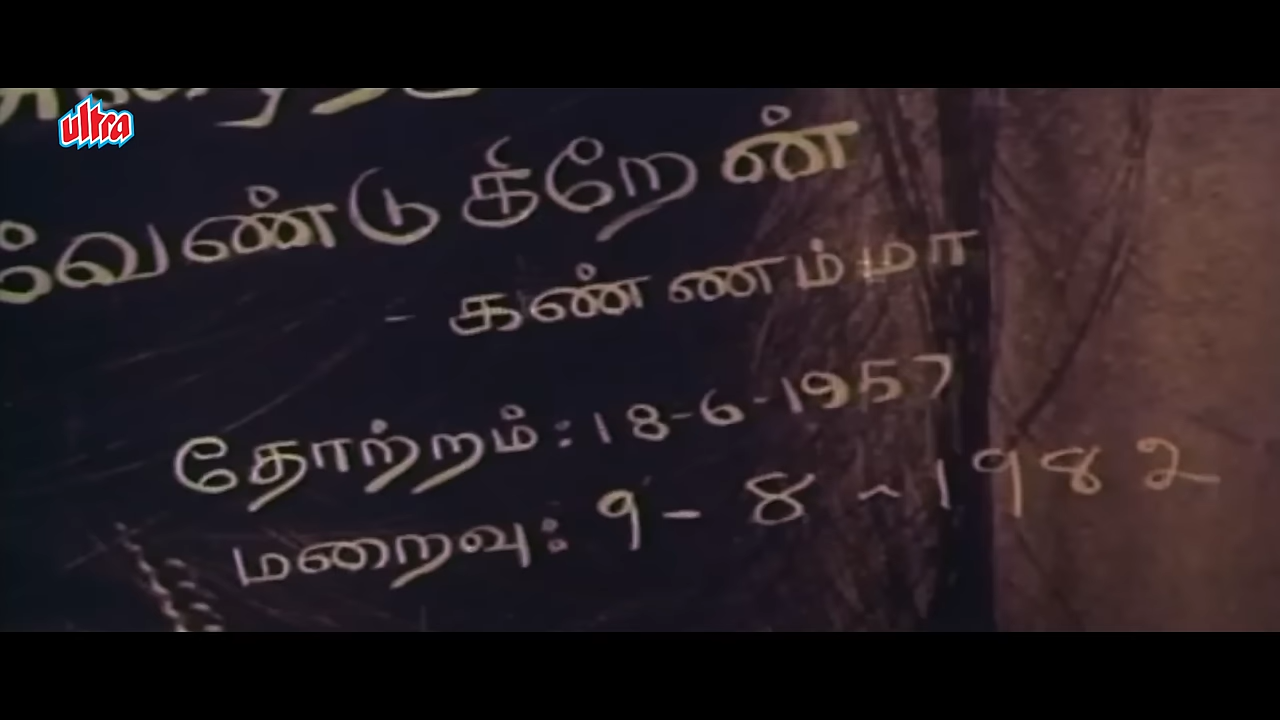 ultra
வேண்டுகிறேன்
- கண்ணம்மா
தோற்றம் : 18-6-1957
மறைவு : 9-8-1982